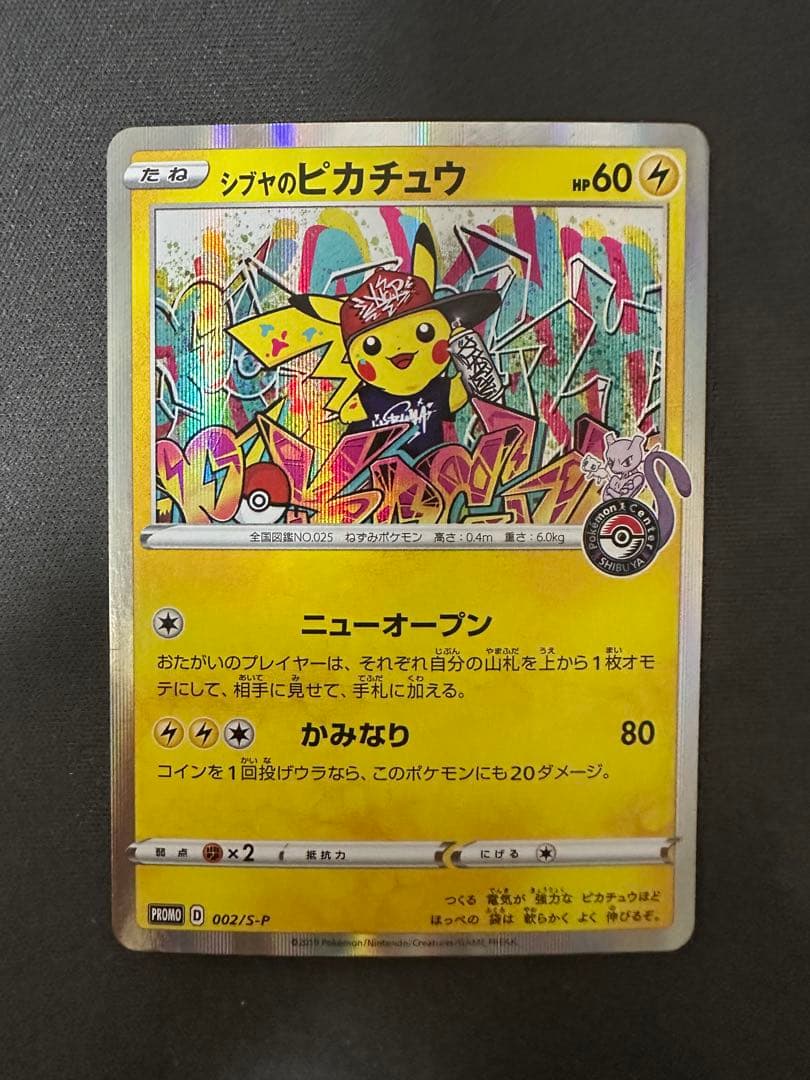 たね シブヤのピカチュウ HP60
全国図鑑NO.025 ねずみポケモン 高さ:0.4m 重さ:6.0kg
Pokémon Center
SHIBUYA
ニューオープン
おたがいのプレイヤーは、それぞれ自分の山札を上から1枚オモ
テにして、相手に見せて、手札に加える。
かみなり 80
コインを1回投げウラなら、このポケモンにも20ダメージ。
弱点 ×2 抵抗力 にげる
つくる 電気が 強力な ピカチュウほど
ほっぺの 袋は 軟らかく よく 伸びるぞ。
PROMO D 002/S-P
©2019 Pokémon/Nintendo/Creatures/GAME FREAK.